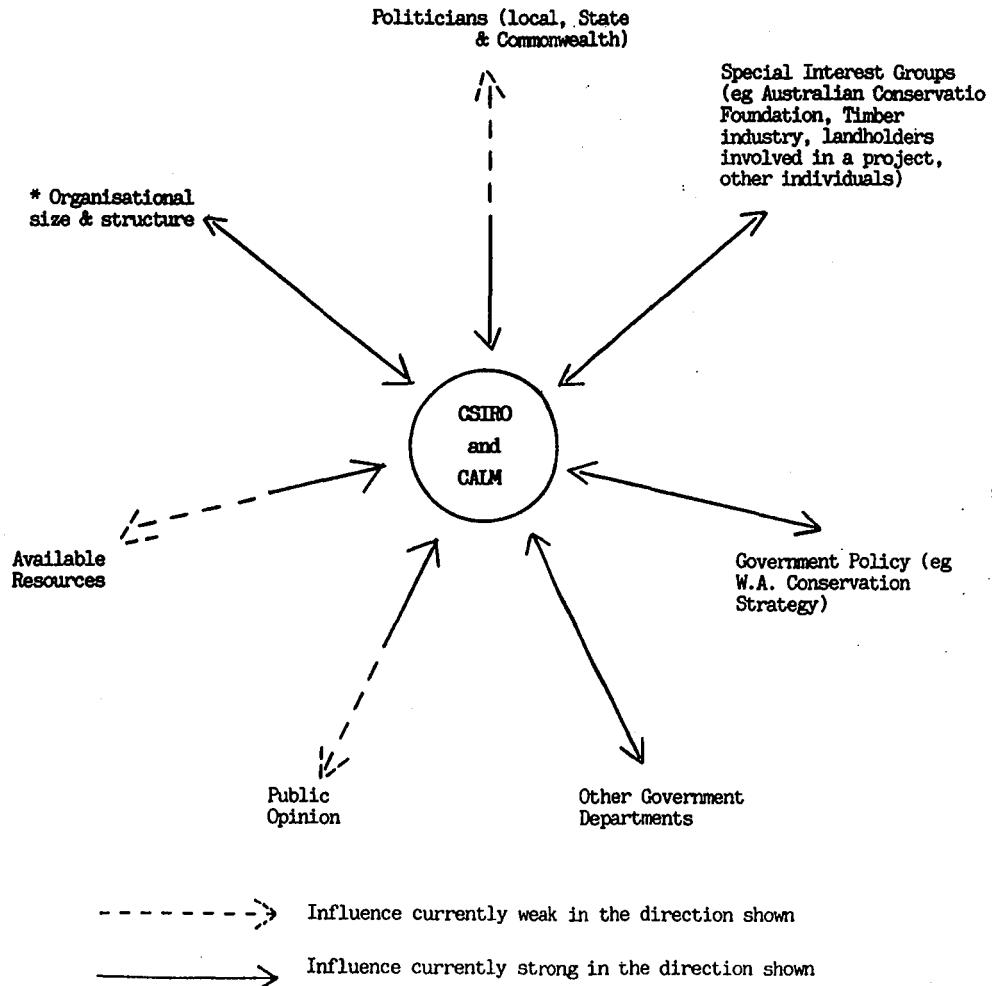 Politicians (local, State
& Commonwealth)
Special Interest Groups
(eg Australian Conservatio
Foundation, Timber
industry, landholders
involved in a project,
other individuals)
* Organisational
size & structure
CSIRO
and
CALM
Available
Resources
Government Policy (eg
W.A. Conservation
Strategy)
Public
Opinion
Other Government
Departments
Influence currently weak in the direction shown
Influence currently strong in the direction shown